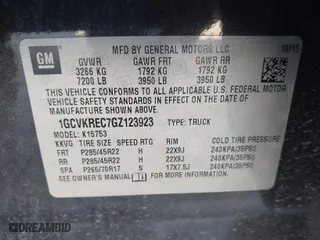 GM
MFD BY GENERAL MOTORS LLC
10/15
GVWR GAWR FRT GAWR RR
3266 KG 1792 KG 1792 KG
7200 LB 3950 LB 3950 LB
THIS VEHICLE CONFORMS TO ALL APPLICABLE U.S. FEDERAL MOTOR
VEHICLE SAFETY STANDARDS IN EFFECT ON THE DATE OF
MANUFACTURE SHOWN ABOVE.
1GCVKREC7GZ123923 TYPE: TRUCK
MODEL: K15753
KKVG TIRE SIZE SPEED RTG RIM COLD TIRE PRESSURE
FRT P285/45R22 H 22X9J 240KPA(35PSI)
RR P285/45R22 H 22X9J 240KPA(35PSI)
SPA P265/70R17 S 17X7.5J 240KPA(35PSI)
SEE OWNER'S MANUAL FOR ADDITIONAL INFORMATION.